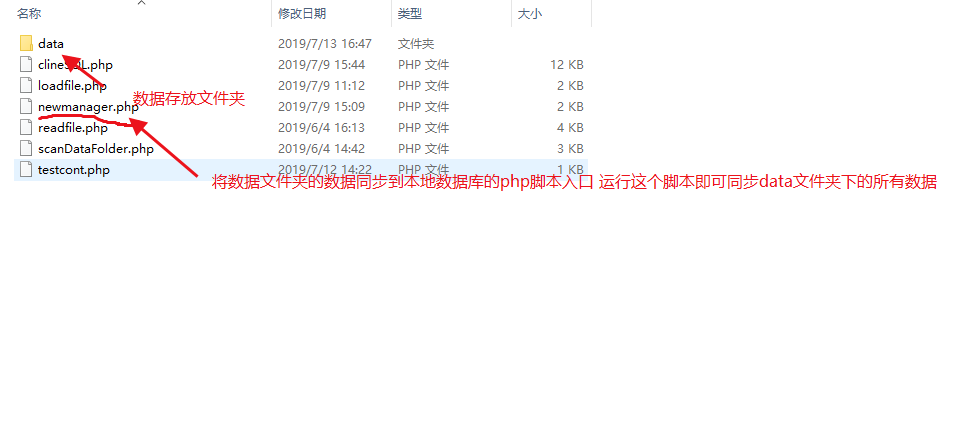 名称 修改日期 类型 大小
data 2019/7/13 16:47 文件夹
clineSQL.php 2019/7/9 15:44 PHP 文件 12 KB
loadfile.php 2019/7/9 11:12 PHP 文件 2 KB
数据存放文件夹
newmanager.php 2019/7/9 15:09 PHP 文件 2 KB
readfile.php 2019/6/4 16:13 PHP 文件 4 KB
scanDataFolder.php 2019/6/4 14:42 PHP 文件 3 KB
testcont.php 2019/7/12 14:22 PHP 文件 1 KB
将数据文件夹的数据同步到本地数据库的php脚本入口 运行这个脚本即可同步data文件夹下的所有数据